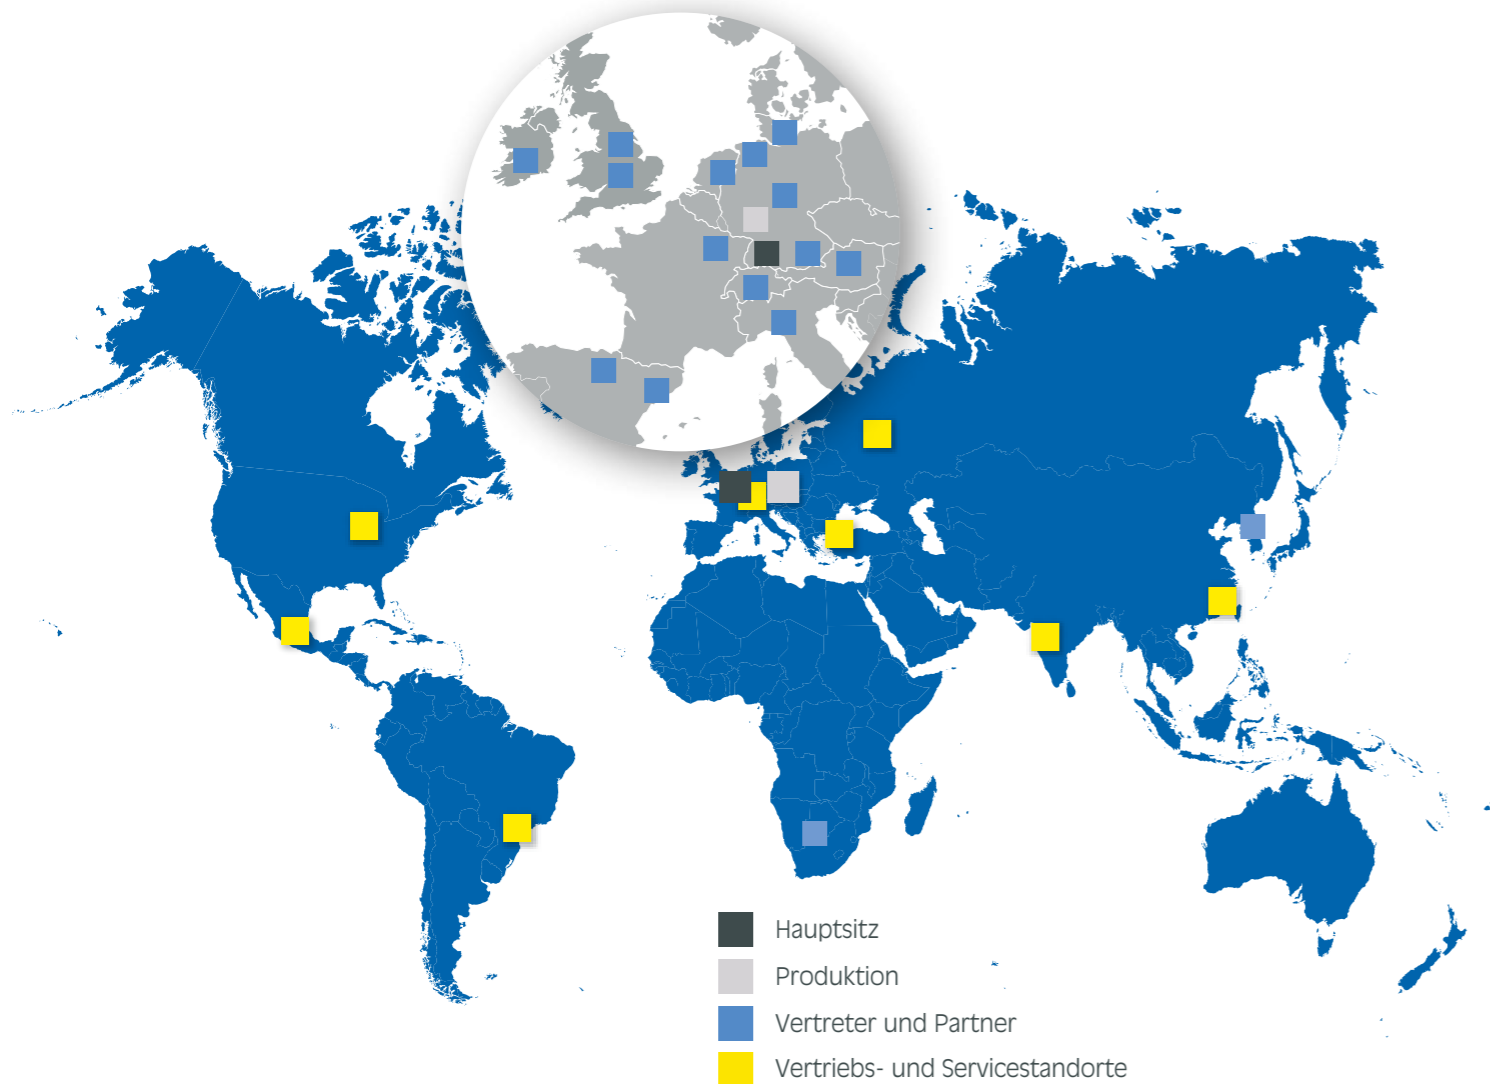 Hauptsitz
Produktion
Vertreter und Partner
Vertriebs- und Servicestandorte